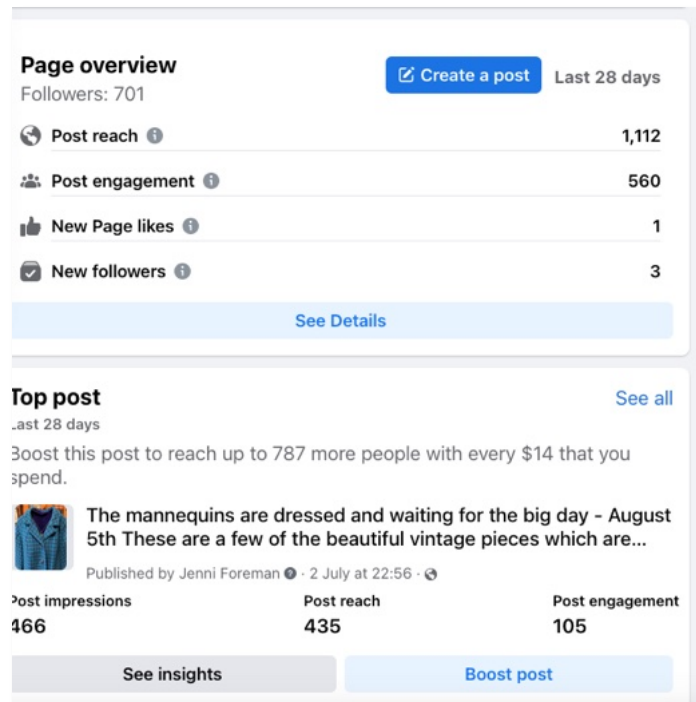 Page overview
Create a post
Last 28 days
Followers: 701
Post reach
1,112
Post engagement
560
New Page likes
1
New followers
3
See Details
Top post
See all
Last 28 days
Boost this post to reach up to 787 more people with every $14 that you
spend.
The mannequins are dressed and waiting for the big day - August
5th These are a few of the beautiful vintage pieces which are...
Published by Jenni Foreman · 2 July at 22:56 ·
Post impressions
Post reach
Post engagement
466
435
105
See insights
Boost post